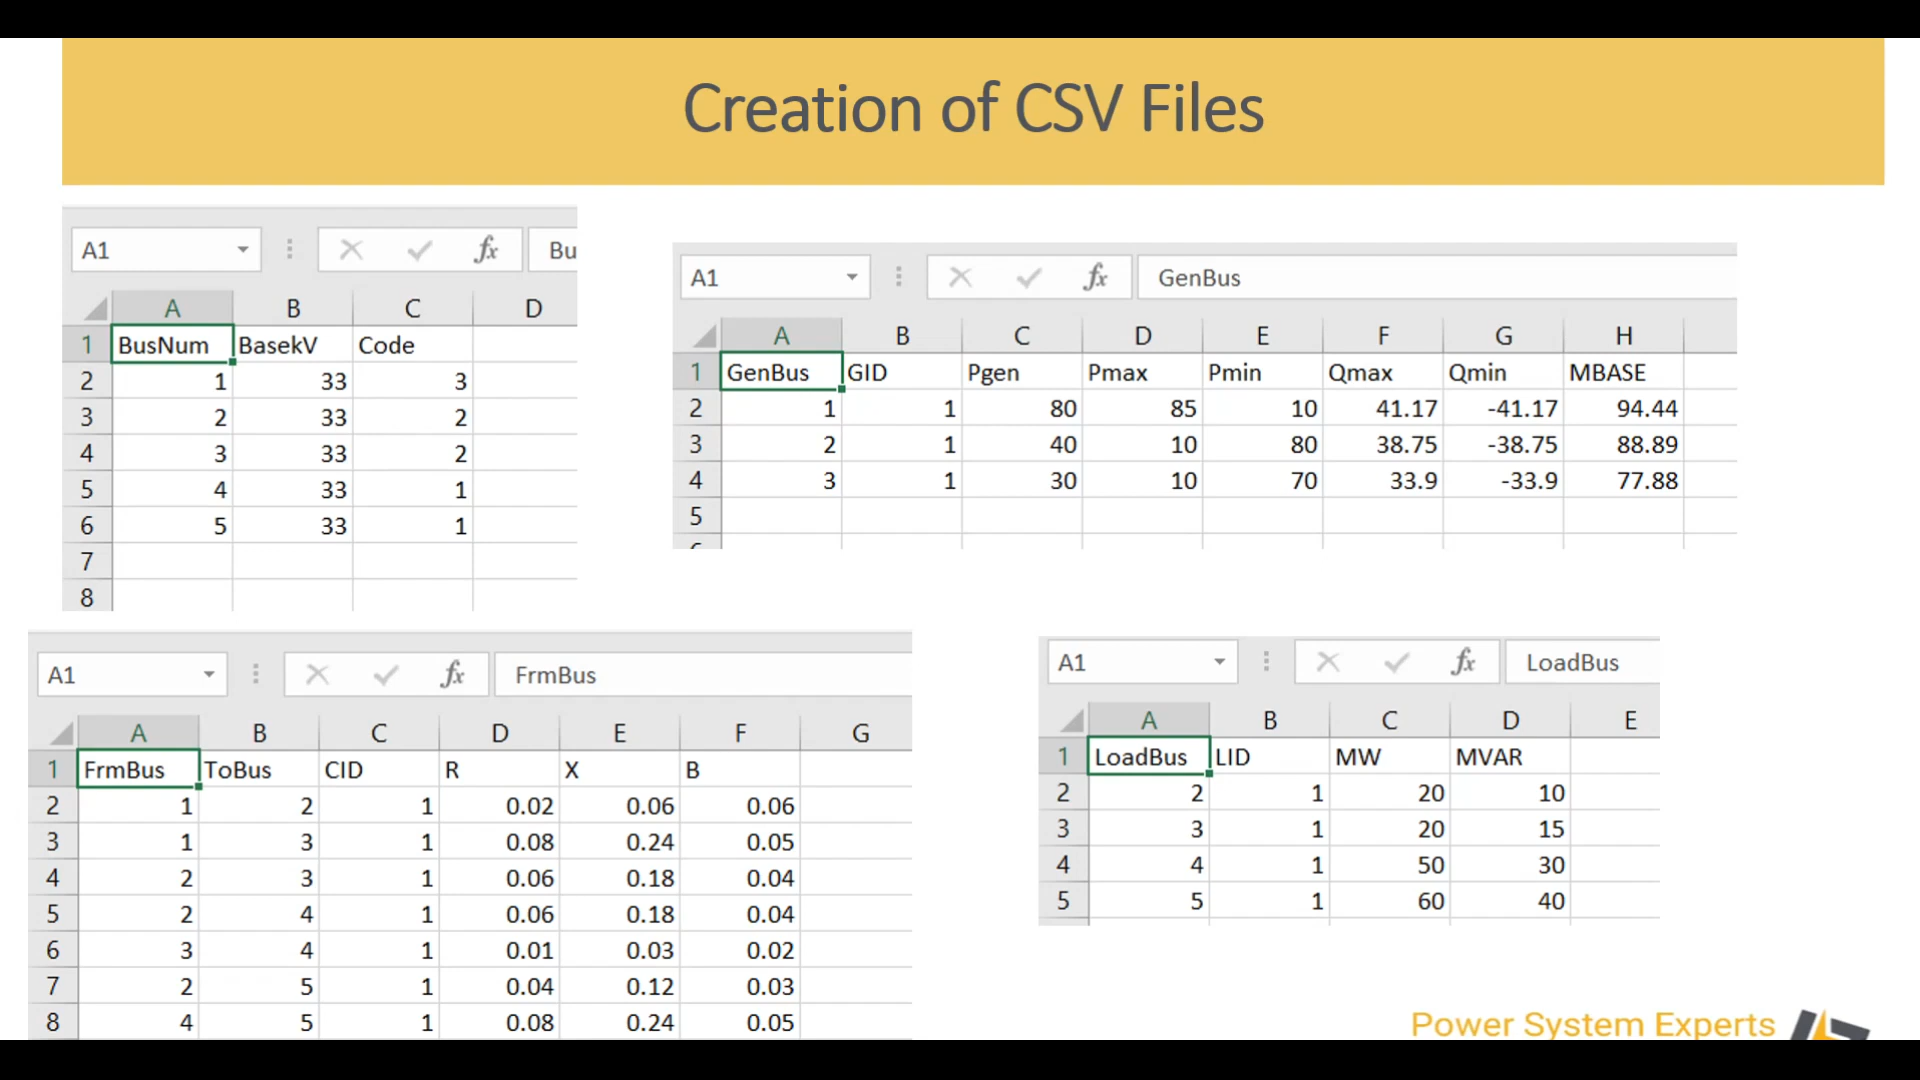 Creation of CSV Files
A1 fx Bu
A B C D
1 BusNum BasekV Code
2 1 33 3
3 2 33 2
4 3 33 2
5 4 33 1
6 5 33 1
7
8
A1 fx GenBus
A B C D E F G H
1 GenBus GID Pgen Pmax Pmin Qmax Qmin MBASE
2 1 1 80 85 10 41.17 -41.17 94.44
3 2 1 40 10 80 38.75 -38.75 88.89
4 3 1 30 10 70 33.9 -33.9 77.88
5
A1 fx FrmBus
A B C D E F G
1 FrmBus ToBus CID R X B
2 1 2 1 0.02 0.06 0.06
3 1 3 1 0.08 0.24 0.05
4 2 3 1 0.06 0.18 0.04
5 2 4 1 0.06 0.18 0.04
6 3 4 1 0.01 0.03 0.02
7 2 5 1 0.04 0.12 0.03
8 4 5 1 0.08 0.24 0.05
A1 fx LoadBus
A B C D E
1 LoadBus LID MW MVAR
2 2 1 20 10
3 3 1 20 15
4 4 1 50 30
5 5 1 60 40
Power System Experts